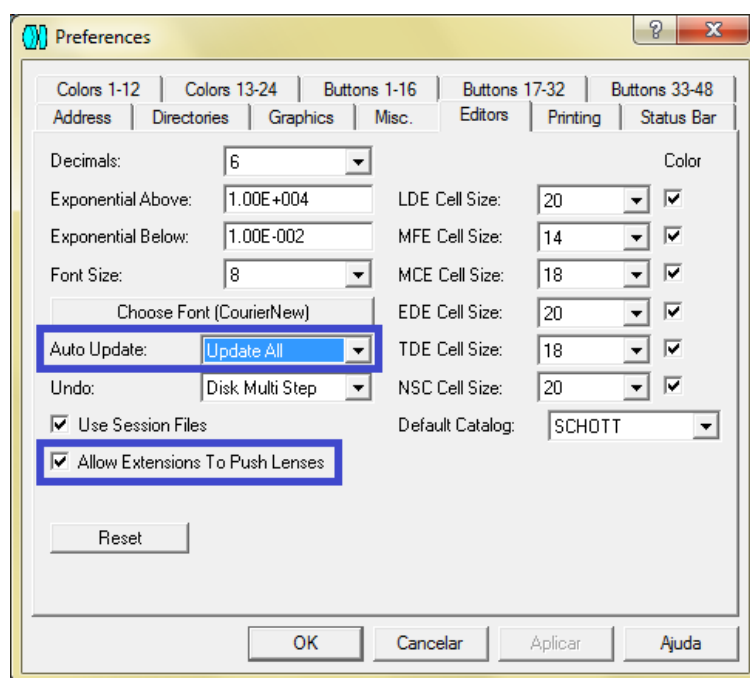 Preferences
Colors 1-12 Colors 13-24 Buttons 1-16 Buttons 17-32 Buttons 33-48
Address Directories Graphics Misc. Editors Printing Status Bar
Decimals: 6 Color
Exponential Above: 1.00E+004 LDE Cell Size: 20
Exponential Below: 1.00E-002 MFE Cell Size: 14
Font Size: 8 MCE Cell Size: 18
Choose Font (CourierNew) EDE Cell Size: 20
Auto Update: Update All TDE Cell Size: 18
Undo: Disk Multi Step NSC Cell Size: 20
Use Session Files Default Catalog: SCHOTT
Allow Extensions To Push Lenses
Reset
OK Cancelar Aplicar Ajuda